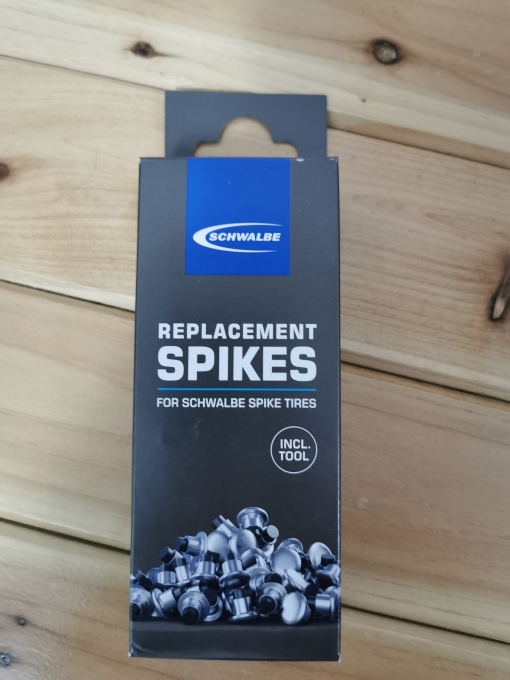 SCHWALBE
REPLACEMENT
SPIKES
FOR SCHWALBE SPIKE TIRES
INCL.
TOOL